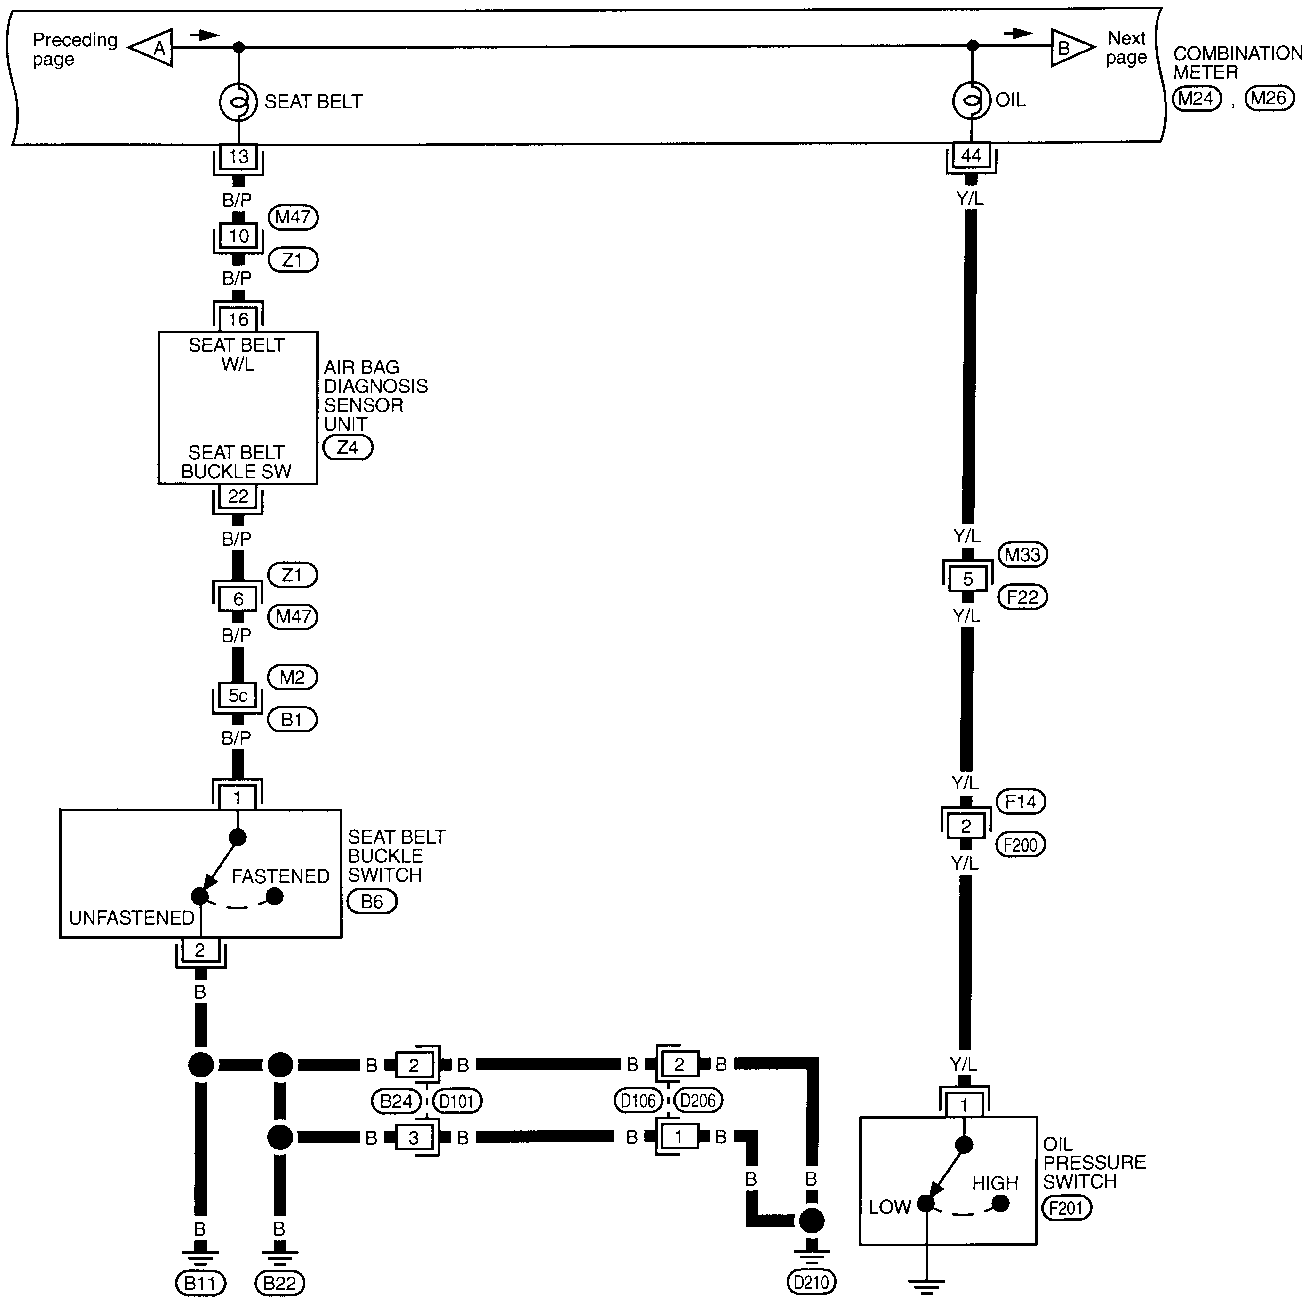 Preceding
page
A
B
Next
page
COMBINATION
METER
M24 , M26
SEAT BELT
OIL
13
44
B/P
Y/L
M47
10
Z1
B/P
16
SEAT BELT
W/L
AIR BAG
DIAGNOSIS
SENSOR
UNIT
Z4
SEAT BELT
BUCKLE SW
22
B/P
Y/L
M33
5
F22
Y/L
Z1
6
M47
B/P
M2
5c
B1
B/P
Y/L
F14
2
F200
Y/L
1
SEAT BELT
BUCKLE
SWITCH
B6
FASTENED
UNFASTENED
2
B
B 2 B
B 2 B
B24 D101
D106 D206
B 3 B
B 1 B
B B
Y/L
1
OIL
PRESSURE
SWITCH
F201
HIGH
LOW
B B
B11 B22 D210